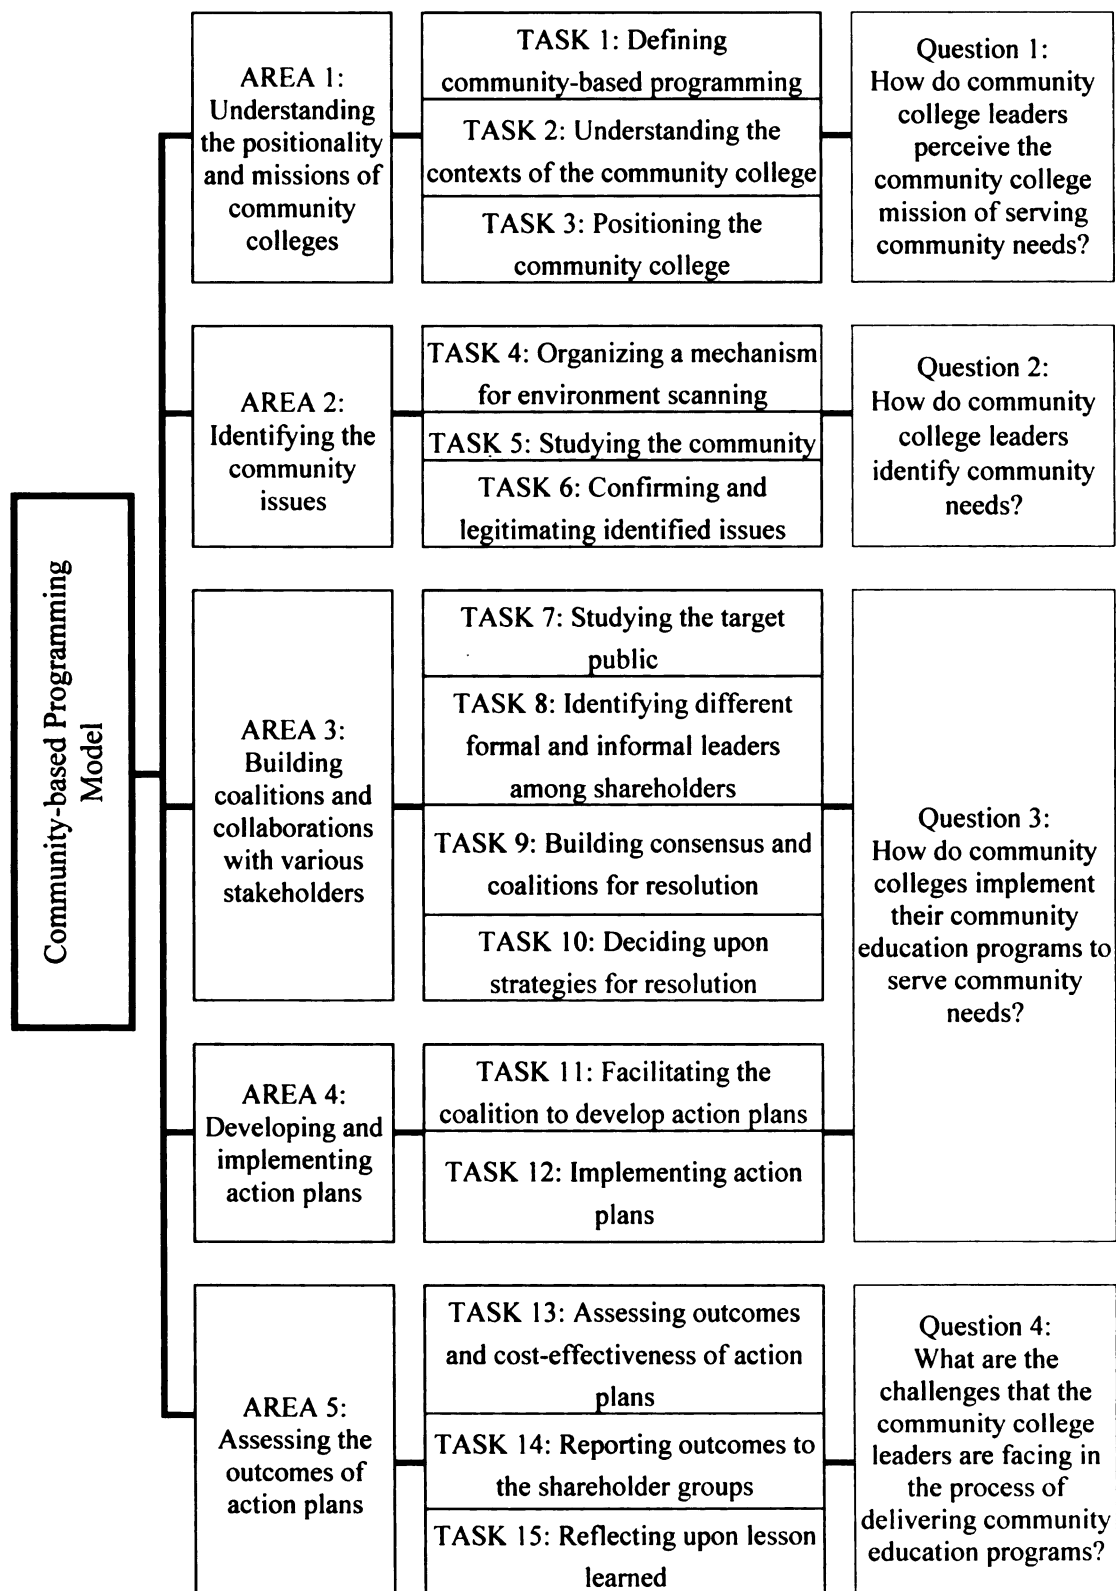 Community-based Programming
Model
AREA 1:
Understanding
the positionality
and missions of
community
colleges
TASK 1: Defining
community-based programming
TASK 2: Understanding the
contexts of the community college
TASK 3: Positioning the
community college
Question 1:
How do community
college leaders
perceive the
community college
mission of serving
community needs?
AREA 2:
Identifying the
community
issues
TASK 4: Organizing a mechanism
for environment scanning
TASK 5: Studying the community
TASK 6: Confirming and
legitimating identified issues
Question 2:
How do community
college leaders
identify community
needs?
AREA 3:
Building
coalitions and
collaborations
with various
stakeholders
TASK 7: Studying the target
public
TASK 8: Identifying different
formal and informal leaders
among shareholders
TASK 9: Building consensus and
coalitions for resolution
TASK 10: Deciding upon
strategies for resolution
Question 3:
How do community
colleges implement
their community
education programs to
serve community
needs?
AREA 4:
Developing and
implementing
action plans
TASK 11: Facilitating the
coalition to develop action plans
TASK 12: Implementing action
plans
AREA 5:
Assessing the
outcomes of
action plans
TASK 13: Assessing outcomes
and cost-effectiveness of action
plans
TASK 14: Reporting outcomes to
the shareholder groups
TASK 15: Reflecting upon lesson
learned
Question 4:
What are the
challenges that the
community college
leaders are facing in
the process of
delivering community
education programs?